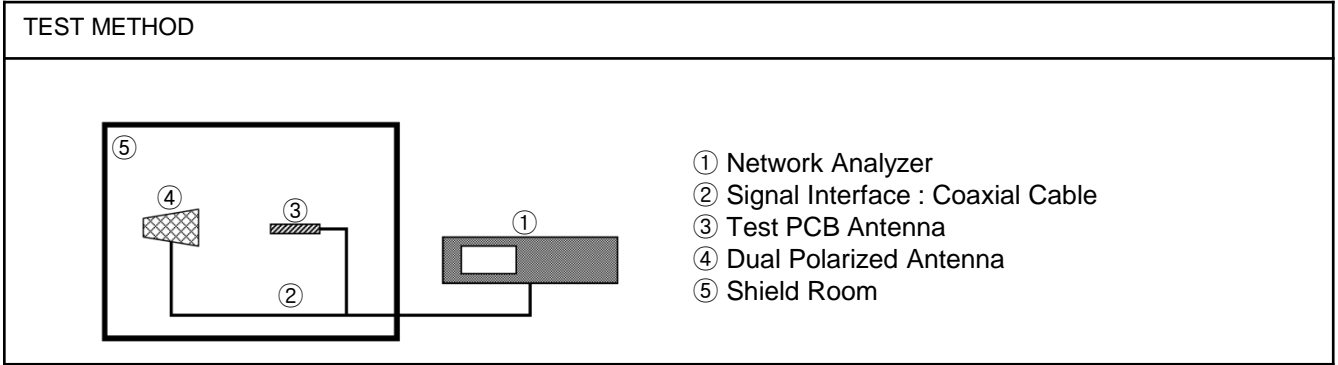 TEST METHOD
⑤
④
③
①
②
① Network Analyzer
② Signal Interface : Coaxial Cable
③ Test PCB Antenna
④ Dual Polarized Antenna
⑤ Shield Room